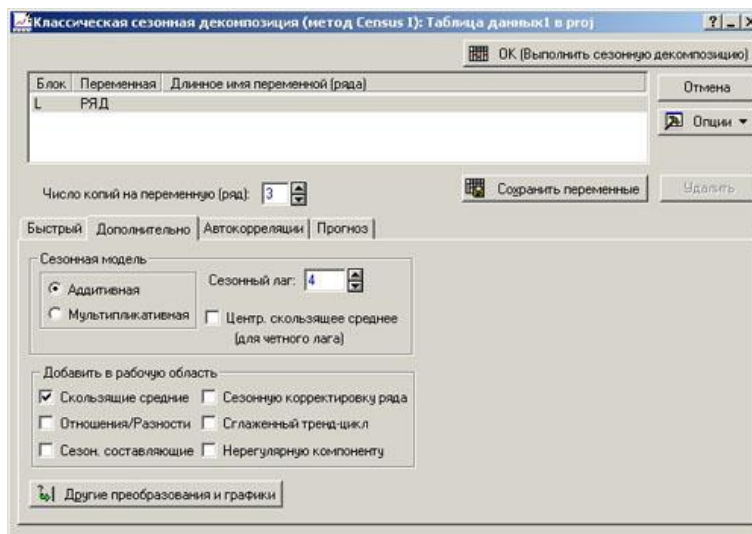 Классическая сезонная декомпозиция (метод Census I): Таблица данных1 в proj
OK (Выполнить сезонную декомпозицию)
Блок Переменная Длинное имя переменной (ряда)
L РЯД
Отмена
Опции
Число копий на переменную (ряд): 3
Сохранить переменные
Удалить
Быстрый Дополнительно Автокорреляции Прогноз
Сезонная модель
Аддитивная
Мультипликативная
Сезонный лаг: 4
Центр. скользящее среднее
(для четного лага)
Добавить в рабочую область
Скользящие средние Сезонную корректировку ряда
Отношения/Разности Сглаженный тренд-цикл
Сезон. составляющие Нерегулярную компоненту
Другие преобразования и графики